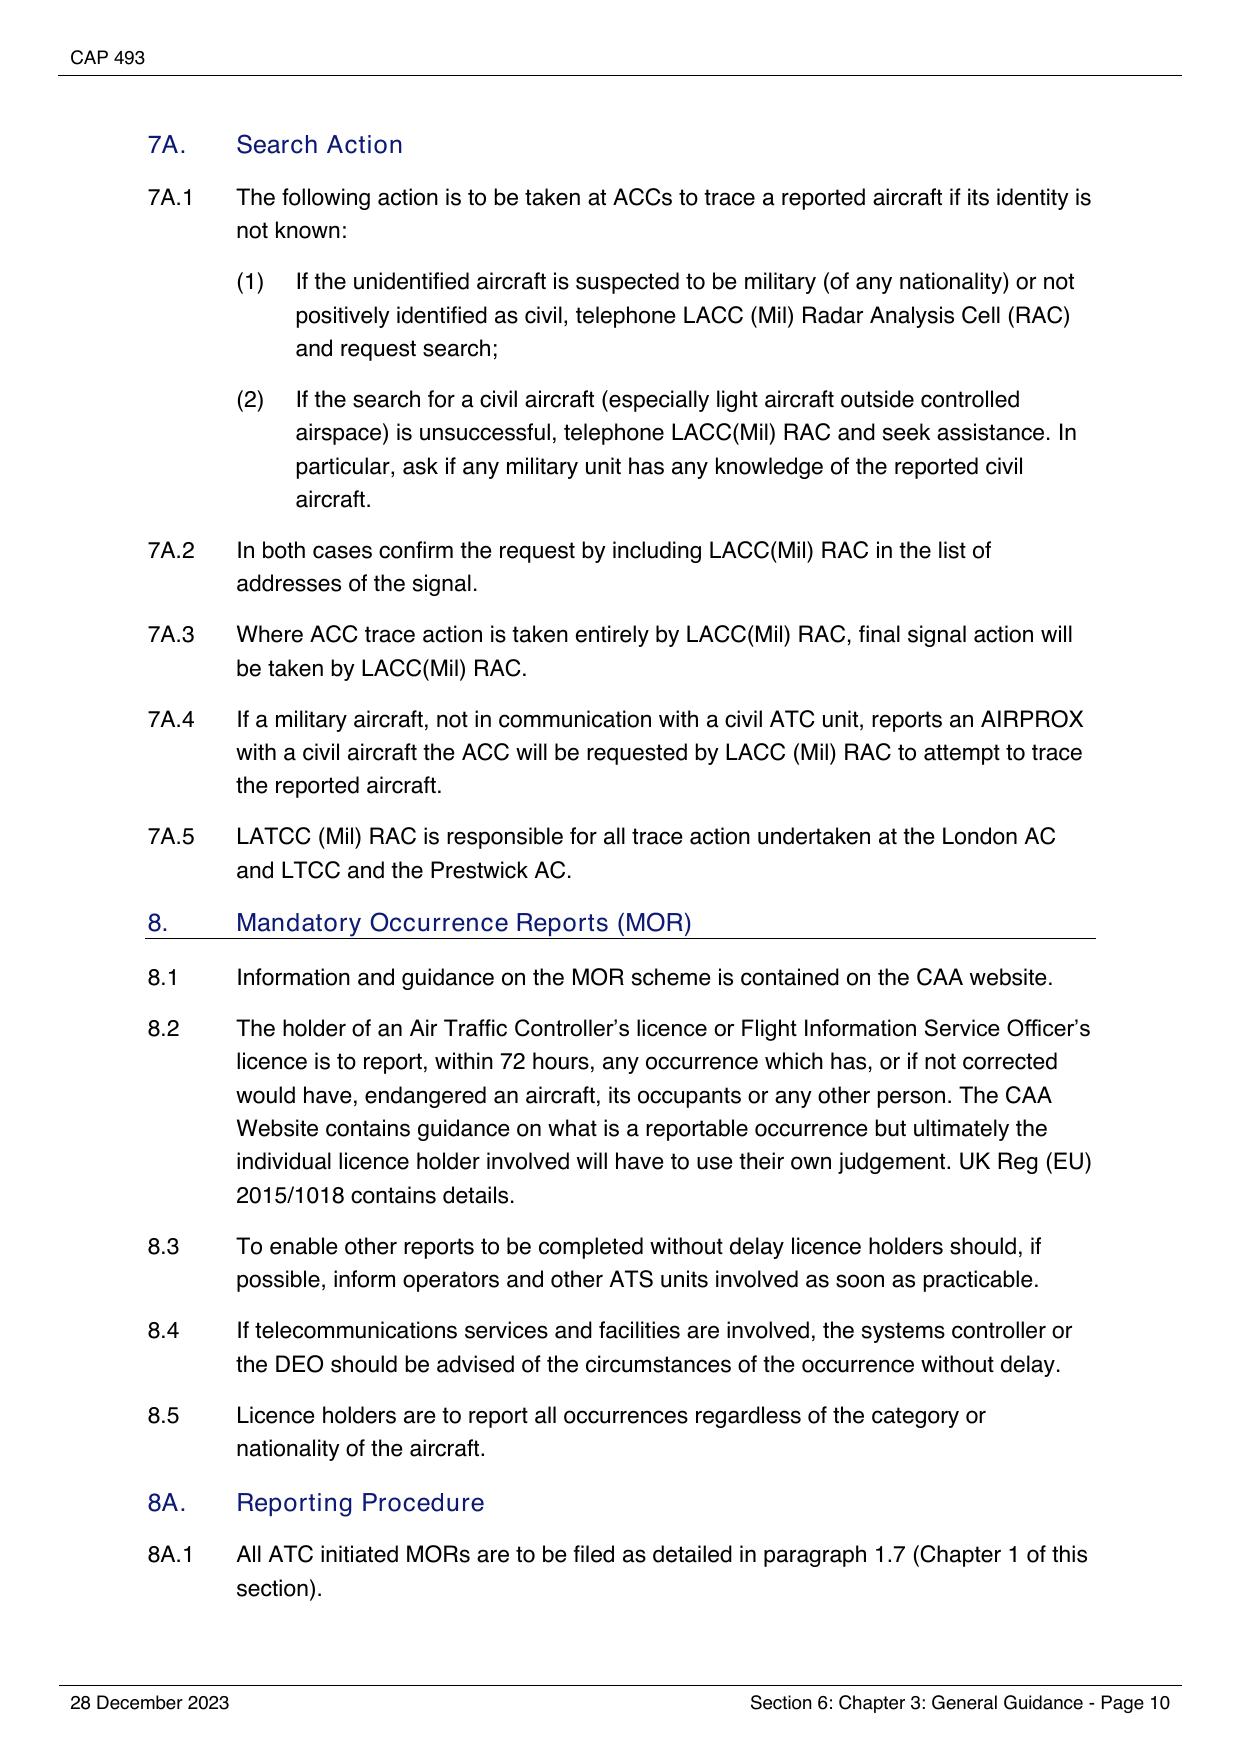 CAP 493
7A. Search Action
7A.1 The following action is to be taken at ACCs to trace a reported aircraft if its identity is
not known:
(1) If the unidentified aircraft is suspected to be military (of any nationality) or not
positively identified as civil, telephone LACC (Mil) Radar Analysis Cell (RAC)
and request search;
(2) If the search for a civil aircraft (especially light aircraft outside controlled
airspace) is unsuccessful, telephone LACC(Mil) RAC and seek assistance. In
particular, ask if any military unit has any knowledge of the reported civil
aircraft.
7A.2 In both cases confirm the request by including LACC(Mil) RAC in the list of
addresses of the signal.
7A.3 Where ACC trace action is taken entirely by LACC(Mil) RAC, final signal action will
be taken by LACC(Mil) RAC.
7A.4 If a military aircraft, not in communication with a civil ATC unit, reports an AIRPROX
with a civil aircraft the ACC will be requested by LACC (Mil) RAC to attempt to trace
the reported aircraft.
7A.5 LATCC (Mil) RAC is responsible for all trace action undertaken at the London AC
and LTCC and the Prestwick AC.
8. Mandatory Occurrence Reports (MOR)
8.1 Information and guidance on the MOR scheme is contained on the CAA website.
8.2 The holder of an Air Traffic Controller’s licence or Flight Information Service Officer’s
licence is to report, within 72 hours, any occurrence which has, or if not corrected
would have, endangered an aircraft, its occupants or any other person. The CAA
Website contains guidance on what is a reportable occurrence but ultimately the
individual licence holder involved will have to use their own judgement. UK Reg (EU)
2015/1018 contains details.
8.3 To enable other reports to be completed without delay licence holders should, if
possible, inform operators and other ATS units involved as soon as practicable.
8.4 If telecommunications services and facilities are involved, the systems controller or
the DEO should be advised of the circumstances of the occurrence without delay.
8.5 Licence holders are to report all occurrences regardless of the category or
nationality of the aircraft.
8A. Reporting Procedure
8A.1 All ATC initiated MORs are to be filed as detailed in paragraph 1.7 (Chapter 1 of this
section).
28 December 2023 Section 6: Chapter 3: General Guidance - Page 10